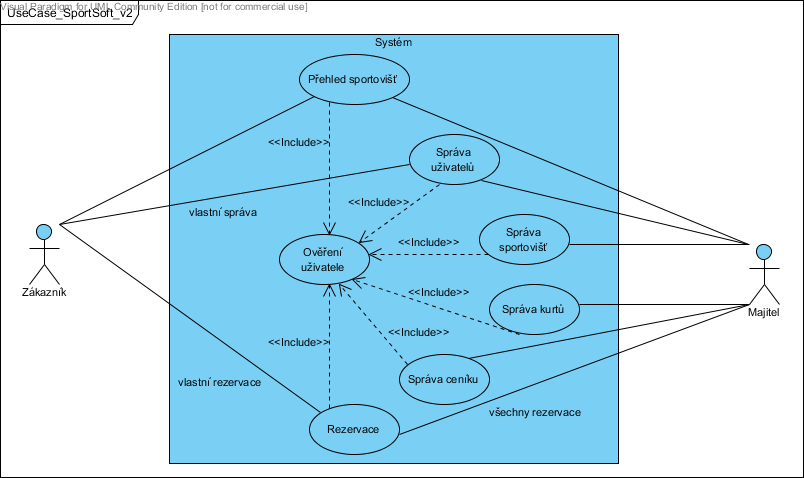 Visual Paradigm for UML Community Edition [not for commercial use]
UseCase_SportSoft_v2
Systém
Přehled sportovišť
<<Include>>
Správa
uživatelů
<<Include>>
vlastní správa
Správa
sportovišť
<<Include>>
Ověření
uživatele
Zákazník
Majitel
<<Include>>
Správa kurtů
<<Include>>
<<Include>>
Správa ceníku
vlastní rezervace
všechny rezervace
Rezervace